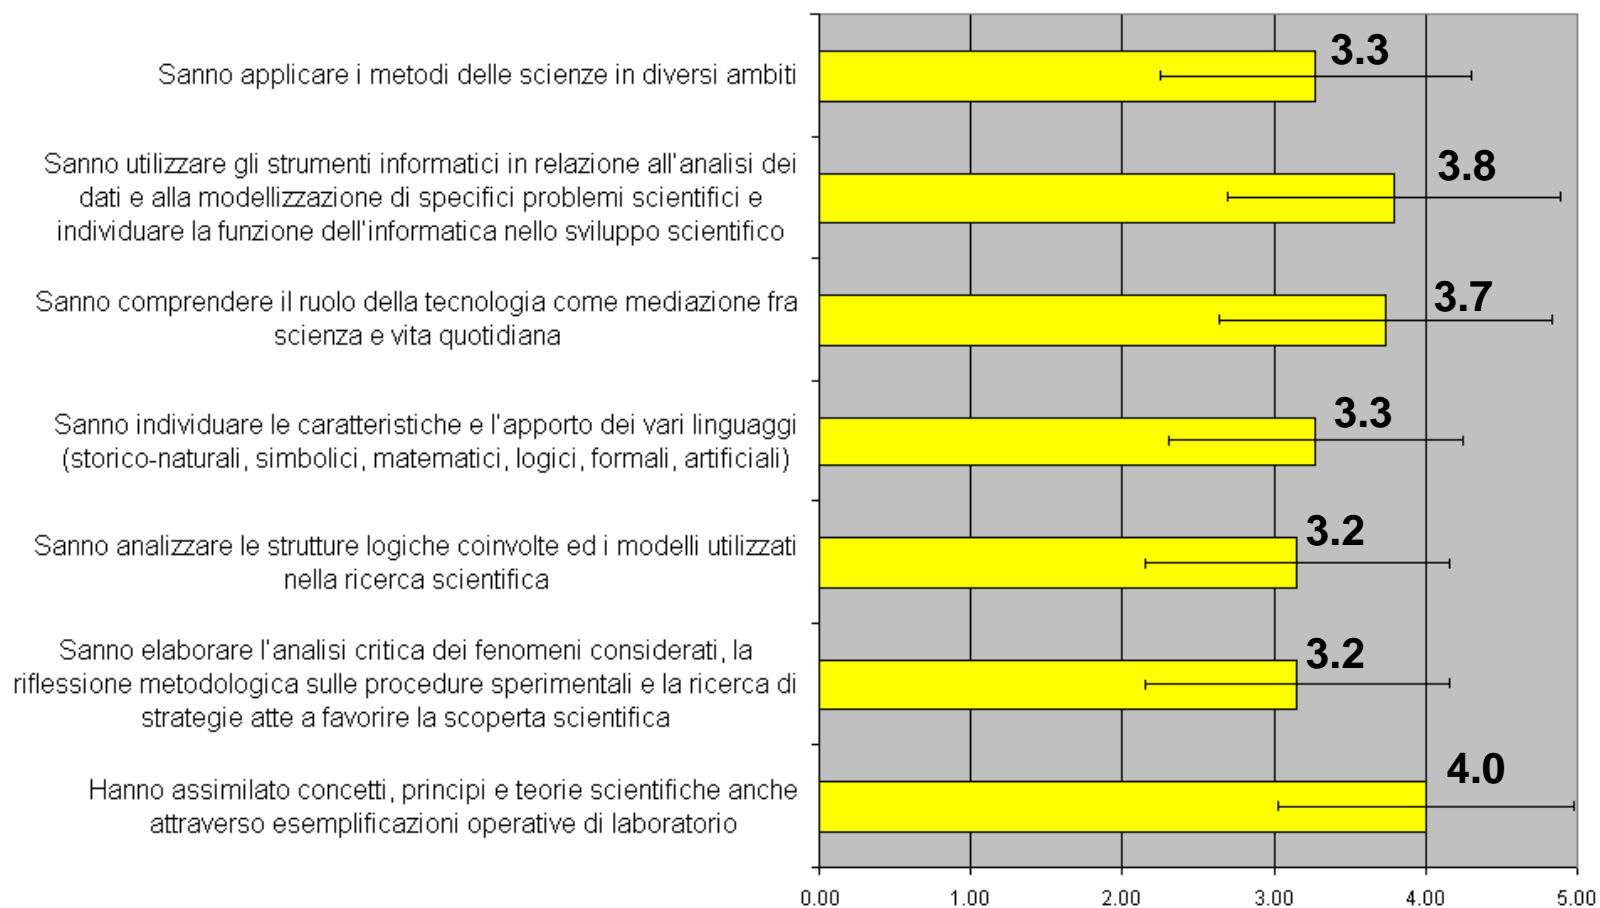 Sanno applicare i metodi delle scienze in diversi ambiti
3.3
Sanno utilizzare gli strumenti informatici in relazione all'analisi dei
dati e alla modellizzazione di specifici problemi scientifici e
individuare la funzione dell'informatica nello sviluppo scientifico
3.8
Sanno comprendere il ruolo della tecnologia come mediazione fra
scienza e vita quotidiana
3.7
Sanno individuare le caratteristiche e l'apporto dei vari linguaggi
(storico-naturali, simbolici, matematici, logici, formali, artificiali)
3.3
Sanno analizzare le strutture logiche coinvolte ed i modelli utilizzati
nella ricerca scientifica
3.2
Sanno elaborare l'analisi critica dei fenomeni considerati, la
riflessione metodologica sulle procedure sperimentali e la ricerca di
strategie atte a favorire la scoperta scientifica
3.2
Hanno assimilato concetti, principi e teorie scientifiche anche
attraverso esemplificazioni operative di laboratorio
4.0
0.00 1.00 2.00 3.00 4.00 5.00